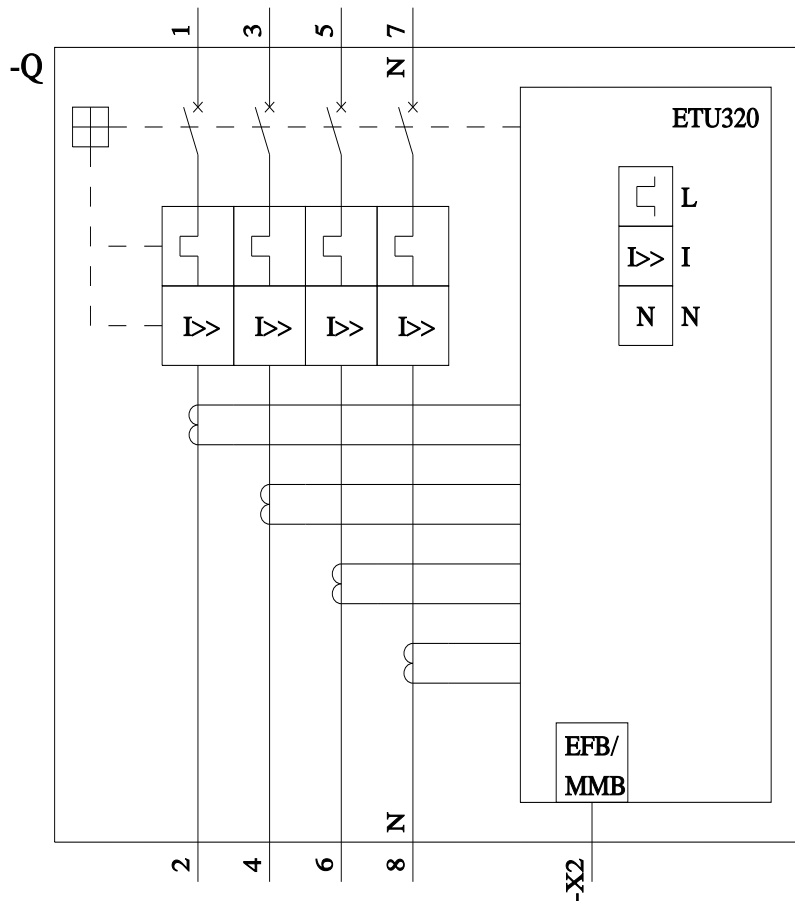 1 3 5 7
-Q
N
ETU320
L
I>> I
N N
I>> I>> I>> I>>
EFB/
MMB
N
2 4 6 8
-X2